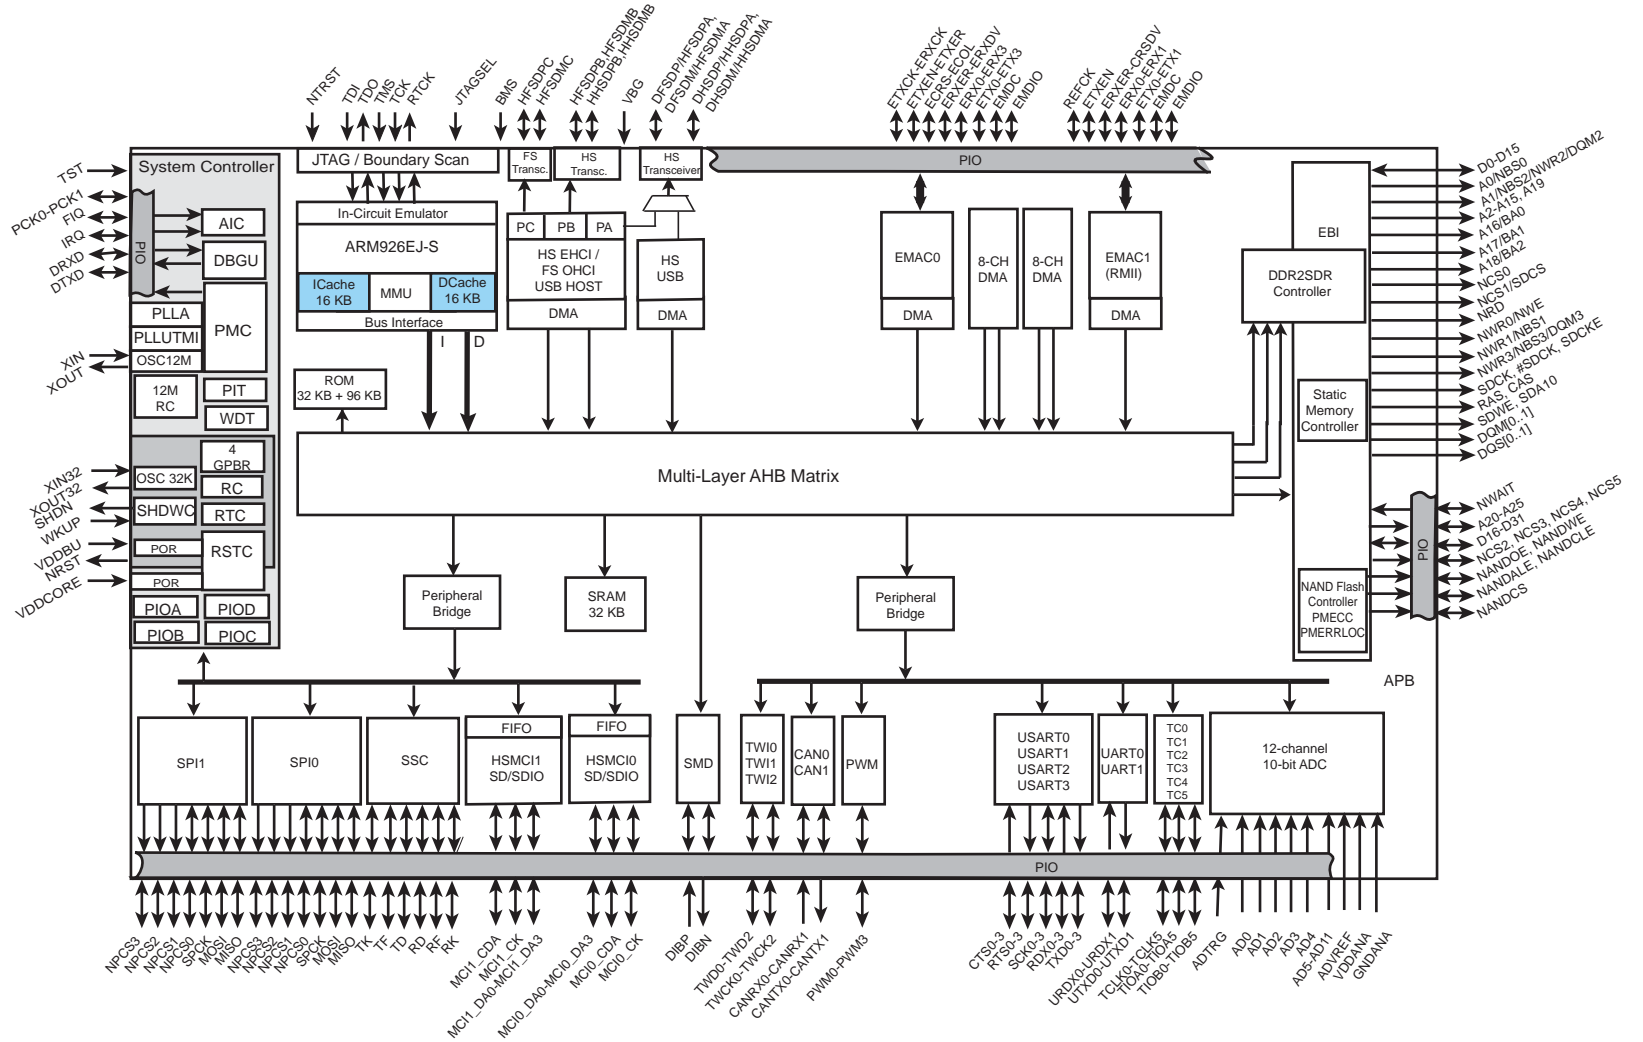 NTRST
TDI
TDO
TMS
TCK
RTCK
JTAGSEL
BMS
HFSDPC
HFSDMC
HFSDPB,HFSDMB
HHSDPB,HHSDMB
VBG
DFSDP/HFSDPA,
DFSDM/HFSDMA
DHSDP/HHSDPA,
DHSDM/HHSDMA
ETXCK-ERXCK
ETXEN-ETXER
ECRS-ECOL
ERXER-ERXDV
ERX0-ERX3
ETX0-ETX3
EMDC
EMDIO
REFCK
ETXEN
ERXER-CRSDV
ERX0-ERX1
ETX0-ETX1
EMDC
EMDIO
TST
PCK0-PCK1
FIQ
IRQ
DRXD
DTXD
XIN
XOUT
XIN32
XOUT32
SHDN
WKUP
VDDBU
NRST
VDDCORE
System Controller
PIO
AIC
DBGU
PMC
PLLA
PLLUTMI
OSC12M
12M
RC
PIT
WDT
4
GPBR
OSC 32K
RC
SHDWC
RTC
POR
RSTC
POR
PIOA
PIOD
PIOB
PIOC
JTAG / Boundary Scan
In-Circuit Emulator
ARM926EJ-S
ICache
16 KB
MMU
DCache
16 KB
Bus Interface
I
D
ROM
32 KB + 96 KB
FS
Transc.
HS
Transc.
HS
Transceiver
PC
PB
PA
HS EHCI /
FS OHCI
USB HOST
DMA
HS
USB
DMA
PIO
EMAC0
DMA
8-CH
DMA
8-CH
DMA
EMAC1
(RMII)
DMA
EBI
DDR2SDR
Controller
Static
Memory
Controller
NAND Flash
Controller
PMECC
PMERRLOC
PIO
D0-D15
A0/NBS0
A1/NBS2/NWR2/DQM2
A2-A15, A19
A16/BA0
A17/BA1
A18/BA2
NCS0
NCS1/SDCS
NRD
NWR0/NWE
NWR1/NBS1
NWR3/NBS3/DQM3
SDCK, #SDCK, SDCKE
RAS, CAS
SDWE, SDA10
DQM[0..1]
DQS[0..1]
NWAIT
A20-A25
D16-D31
NCS2, NCS3, NCS4, NCS5
NANDOE, NANDWE
NANDALE, NANDCLE
NANDCS
Multi-Layer AHB Matrix
Peripheral
Bridge
SRAM
32 KB
Peripheral
Bridge
APB
SPI1
SPI0
SSC
FIFO
HSMCI1
SD/SDIO
FIFO
HSMCI0
SD/SDIO
SMD
TWI0
TWI1
TWI2
CAN0
CAN1
PWM
USART0
USART1
USART2
USART3
UART0
UART1
TC0
TC1
TC2
TC3
TC4
TC5
12-channel
10-bit ADC
PIO
NPCS3
NPCS2
NPCS1
NPCS0
SPCK
MOSI
MISO
NPCS3
NPCS2
NPCS1
NPCS0
SPCK
MOSI
MISO
TK
TF
TD
RD
RF
RK
MCI1_CDA
MCI1_CK
MCI1_DA0-MCI1_DA3
MCI0_DA0-MCI0_DA3
MCI0_CDA
MCI0_CK
DIBP
DIBN
TWD0-TWD2
TWCK0-TWCK2
CANRX0-CANRX1
CANTX0-CANTX1
PWM0-PWM3
CTS0-3
RTS0-3
SCK0-3
RDX0-3
TXD0-3
URDX0-URDX1
UTXD0-UTXD1
TCLK0-TCLK5
TIOA0-TIOA5
TIOB0-TIOB5
ADTRG
AD0
AD1
AD2
AD3
AD4
AD5-AD11
ADVREF
VDDANA
GNDANA